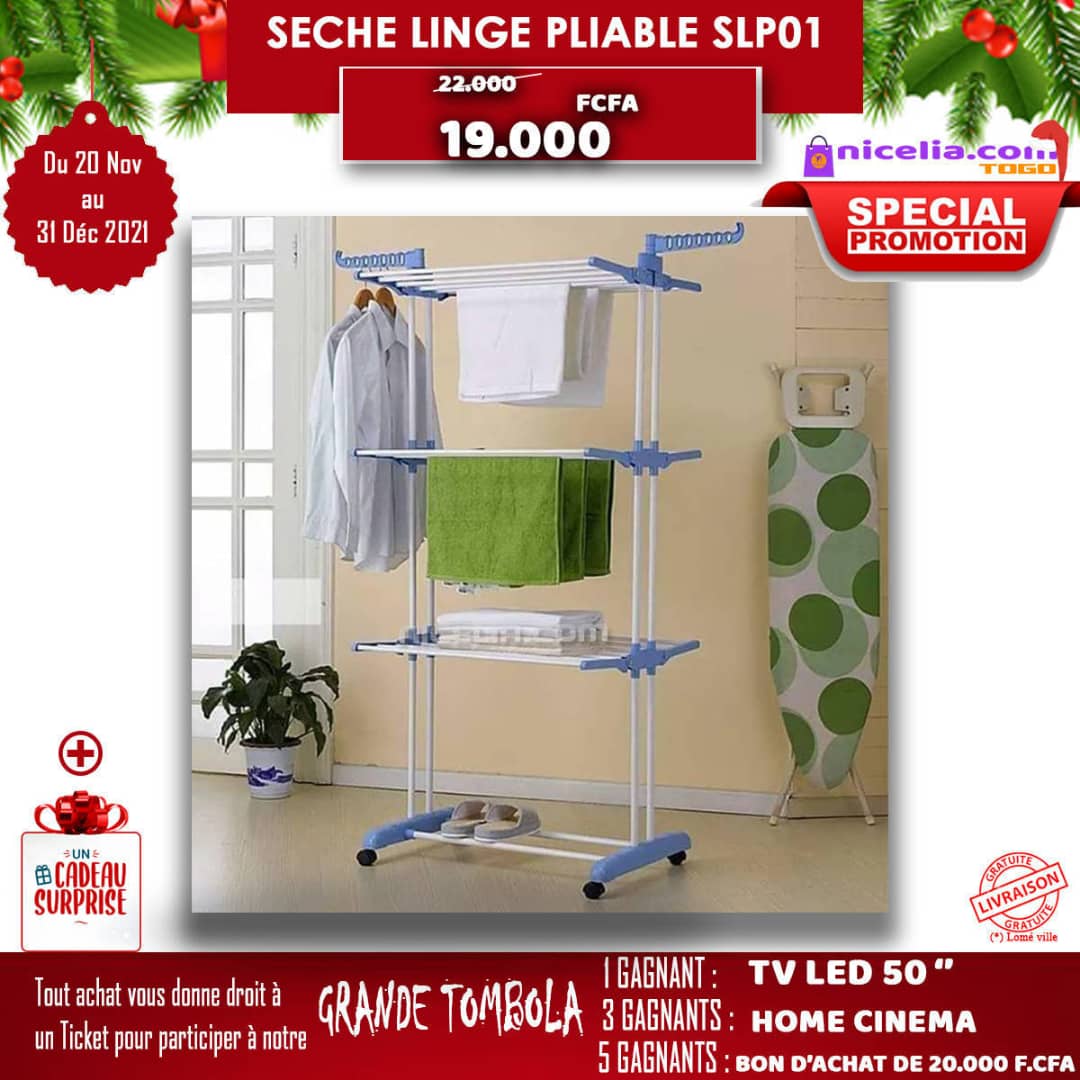 SECHE LINGE PLIABLE SLP01
22.000
FCFA
19.000
Du 20 Nov
au
31 Déc 2021
nicelia.com
TOGO
SPECIAL
PROMOTION
UN
CADEAU
SURPRISE
GRATUITE
LIVRAISON
GRATUITE
(*) Lomé ville
Tout achat vous donne droit à
un Ticket pour participer à notre
GRANDE TOMBOLA
1 GAGNANT : TV LED 50 ”
3 GAGNANTS : HOME CINEMA
5 GAGNANTS : BON D’ACHAT DE 20.000 F.CFA